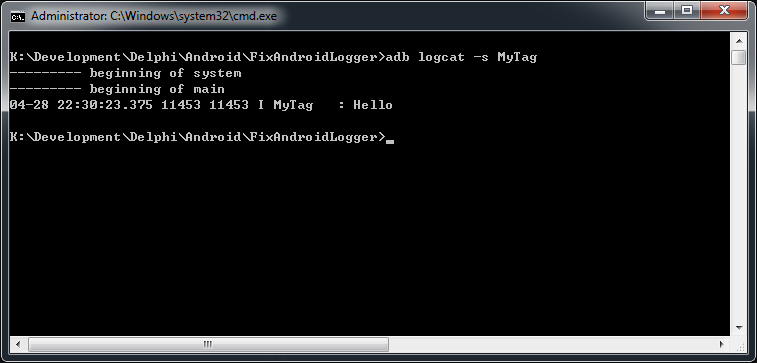 Administrator: C:\Windows\system32\cmd.exe
K:\Development\Delphi\Android\FixAndroidLogger>adb logcat -s MyTag
--------- beginning of system
--------- beginning of main
04-28 22:30:23.375 11453 11453 I MyTag   : Hello
K:\Development\Delphi\Android\FixAndroidLogger>